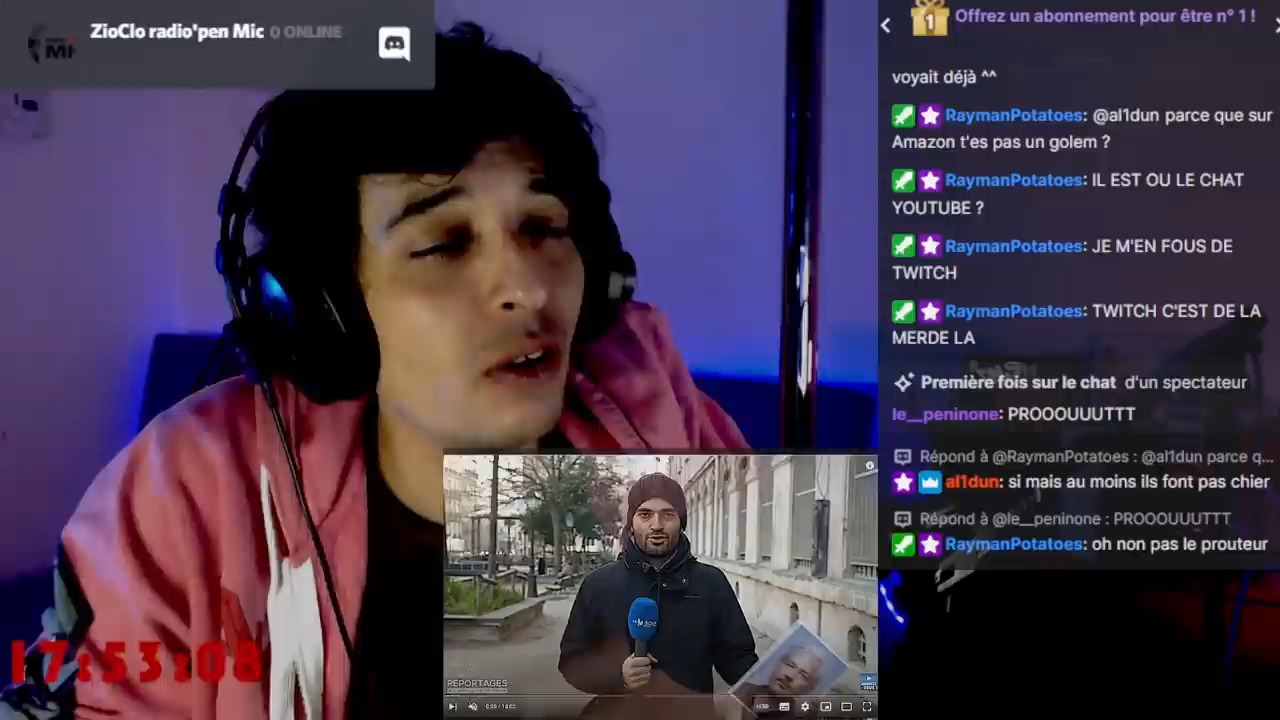 ZioClo radio'pen Mic 0 ONLINE
MI
Offrez un abonnement pour être n° 1 !
1
voyait déjà ^^
RaymanPotatoes: @al1dun parce que sur
Amazon t'es pas un golem ?
RaymanPotatoes: IL EST OU LE CHAT
YOUTUBE ?
RaymanPotatoes: JE M'EN FOUS DE
TWITCH
RaymanPotatoes: TWITCH C'EST DE LA
MERDE LA
Première fois sur le chat d'un spectateur
le__peninone: PROOOUUUTTT
Répond à @RaymanPotatoes : @al1dun parce q...
al1dun: si mais au moins ils font pas chier
Répond à @le__peninone : PROOOUUUTTT
RaymanPotatoes: oh non pas le prouteur
17:53:08
REPORTAGES